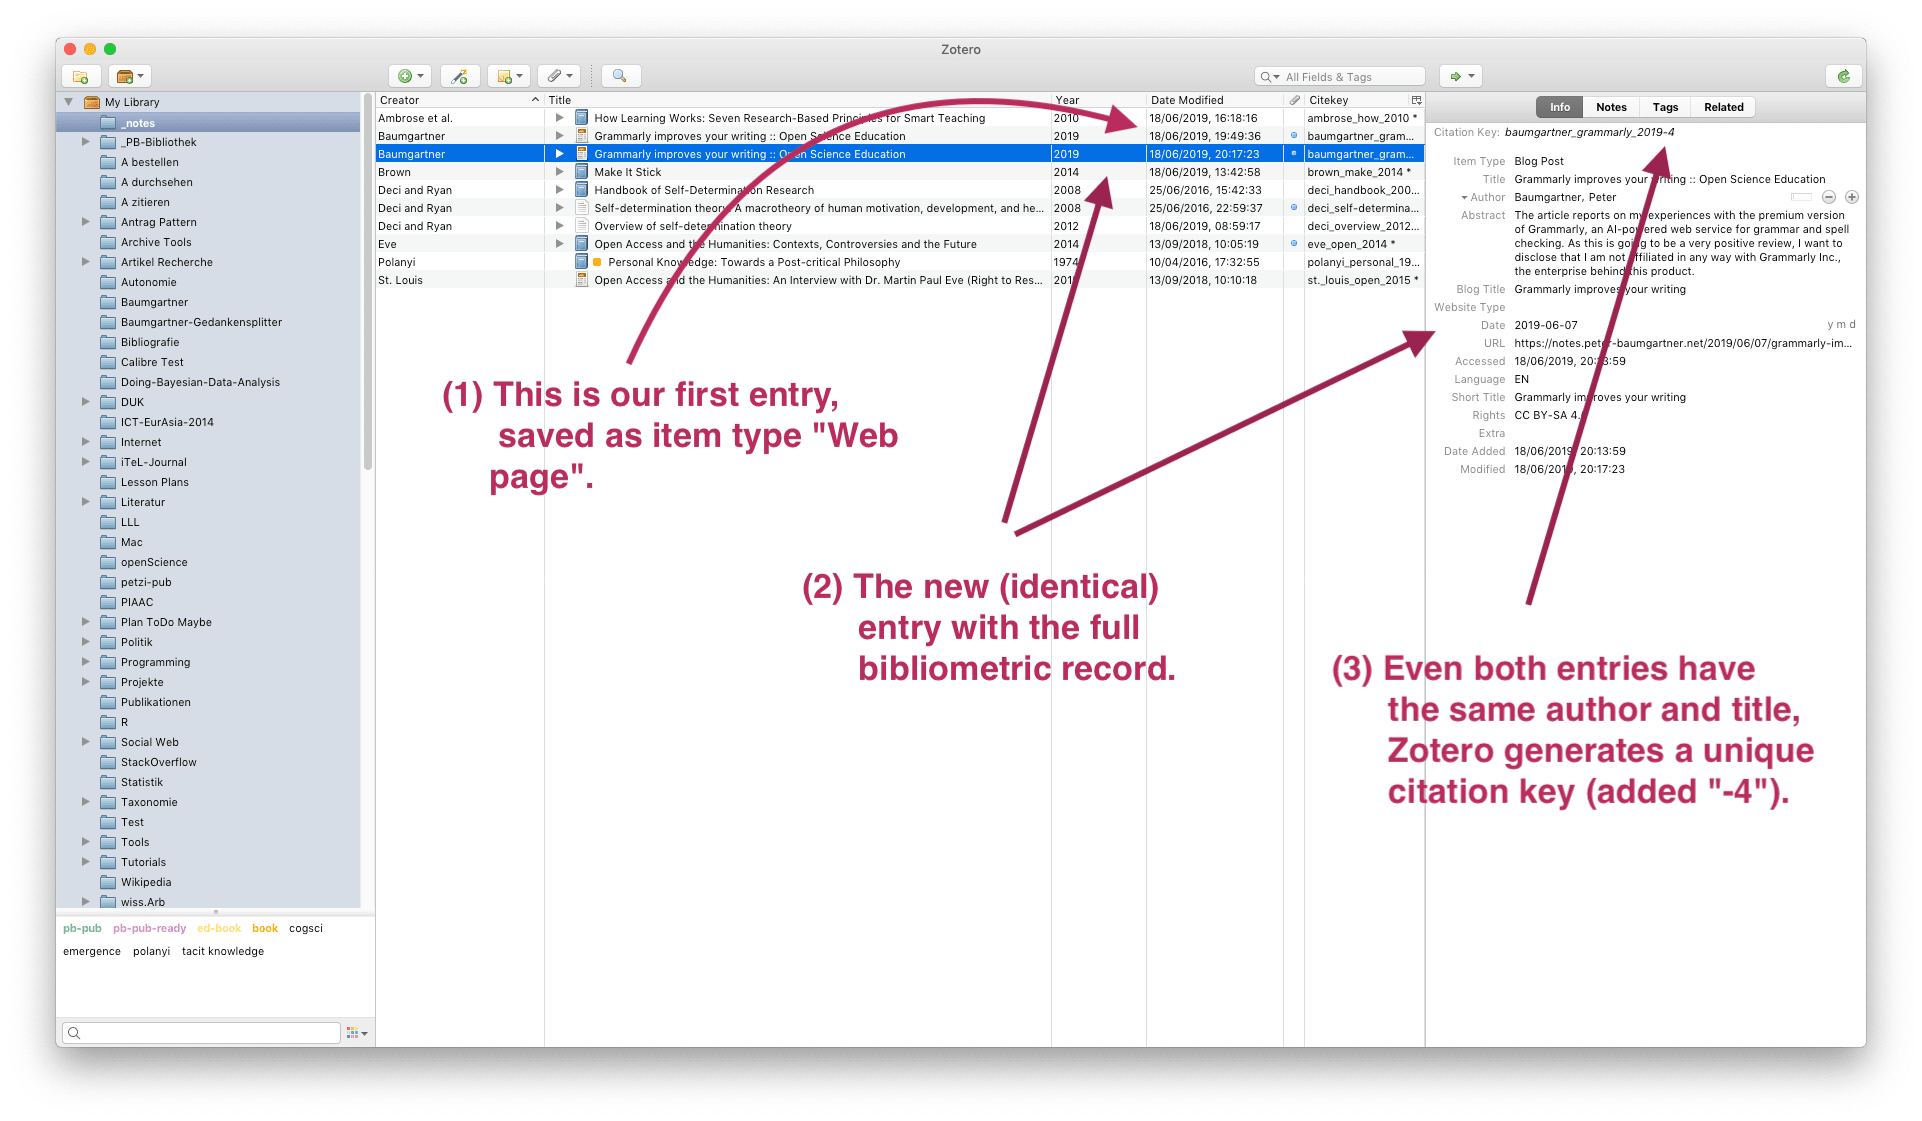 Zotero
All Fields & Tags
My Library
_notes
_PB-Bibliothek
A bestellen
A durchsehen
A zitieren
Antrag Pattern
Archive Tools
Artikel Recherche
Autonomie
Baumgartner
Baumgartner-Gedankensplitter
Bibliografie
Calibre Test
Doing-Bayesian-Data-Analysis
DUK
ICT-EurAsia-2014
Internet
iTeL-Journal
Lesson Plans
Literatur
LLL
Mac
openScience
petzi-pub
PIAAC
Plan ToDo Maybe
Politik
Programming
Projekte
Publikationen
R
Social Web
StackOverflow
Statistik
Taxonomie
Test
Tools
Tutorials
Wikipedia
wiss.Arb
pb-pub pb-pub-ready ed-book book cogsci
emergence polanyi tacit knowledge
Creator Title Year Date Modified Citekey
Ambrose et al. How Learning Works: Seven Research-Based Principles for Smart Teaching 2010 18/06/2019, 16:18:16 ambrose_how_2010 *
Baumgartner Grammarly improves your writing :: Open Science Education 2019 18/06/2019, 19:49:36 baumgartner_gram...
Baumgartner Grammarly improves your writing :: Open Science Education 2019 18/06/2019, 20:17:23 baumgartner_gram...
Brown Make It Stick 2014 18/06/2019, 13:42:58 brown_make_2014 *
Deci and Ryan Handbook of Self-Determination Research 2008 25/06/2016, 15:42:33 deci_handbook_200...
Deci and Ryan Self-determination theory: A macrotheory of human motivation, development, and he... 2008 25/06/2016, 22:59:37 deci_self-determina...
Deci and Ryan Overview of self-determination theory 2012 18/06/2019, 08:59:17 deci_overview_2012...
Eve Open Access and the Humanities: Contexts, Controversies and the Future 2014 13/09/2018, 10:05:19 eve_open_2014 *
Polanyi Personal Knowledge: Towards a Post-critical Philosophy 1974 10/04/2016, 17:32:55 polanyi_personal_19...
St. Louis Open Access and the Humanities: An Interview with Dr. Martin Paul Eve (Right to Res... 2015 13/09/2018, 10:10:18 st._louis_open_2015 *
(1) This is our first entry,
saved as item type "Web
page".
(2) The new (identical)
entry with the full
bibliometric record.
(3) Even both entries have
the same author and title,
Zotero generates a unique
citation key (added "-4").
Info Notes Tags Related
Citation Key: baumgartner_grammarly_2019-4
Item Type Blog Post
Title Grammarly improves your writing :: Open Science Education
Author Baumgartner, Peter
Abstract The article reports on my experiences with the premium version
of Grammarly, an AI-powered web service for grammar and spell
checking. As this is going to be a very positive review, I want to
disclose that I am not affiliated in any way with Grammarly Inc.,
the enterprise behind this product.
Blog Title Grammarly improves your writing
Website Type
Date 2019-06-07 y m d
URL https://notes.peter-baumgartner.net/2019/06/07/grammarly-im...
Accessed 18/06/2019, 20:13:59
Language EN
Short Title Grammarly improves your writing
Rights CC BY-SA 4.0
Extra
Date Added 18/06/2019, 20:13:59
Modified 18/06/2019, 20:17:23